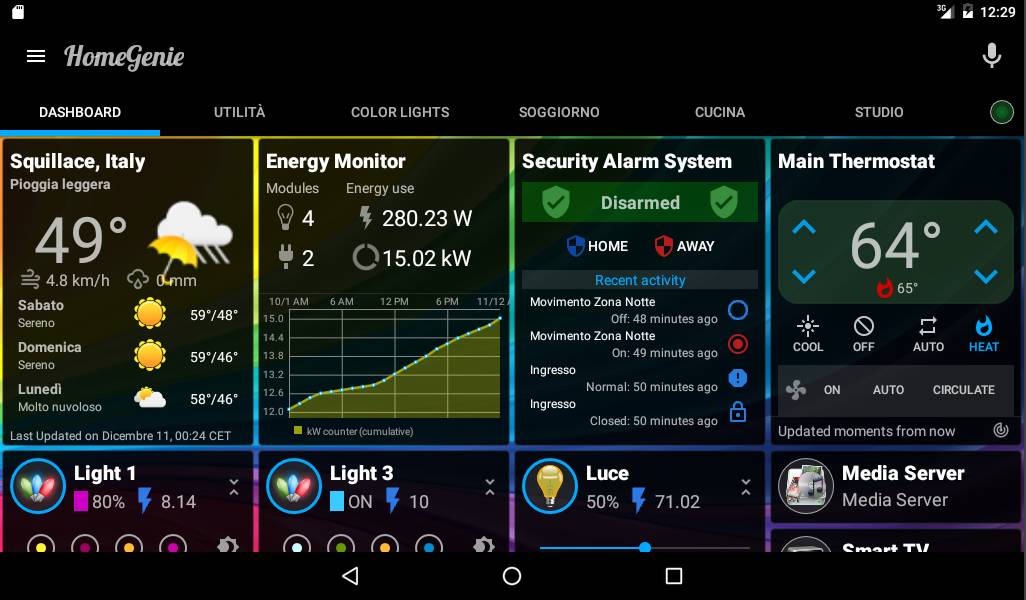 3G 12:29
HomeGenie
DASHBOARD UTILITÀ COLOR LIGHTS SOGGIORNO CUCINA STUDIO
Squillace, Italy
Pioggia leggera
49°
4.8 km/h 0 mm
Sabato
Sereno
59°/48°
Domenica
Sereno
59°/46°
Lunedì
Molto nuvoloso
58°/46°
Last Updated on Dicembre 11, 00:24 CET
Energy Monitor
Modules Energy use
4 280.23 W
2 15.02 kW
10/1 AM 6 AM 12 PM 6 PM 11/12
15.0
14.4
13.8
13.2
12.6
12.0
kW counter (cumulative)
Security Alarm System
Disarmed
HOME AWAY
Recent activity
Movimento Zona Notte
Off: 48 minutes ago
Movimento Zona Notte
On: 49 minutes ago
Ingresso
Normal: 50 minutes ago
Ingresso
Closed: 50 minutes ago
Main Thermostat
64°
65°
COOL OFF AUTO HEAT
ON AUTO CIRCULATE
Updated moments from now
Light 1
80% 8.14
Light 3
ON 10
Luce
50% 71.02
Media Server
Media Server
Smart TV